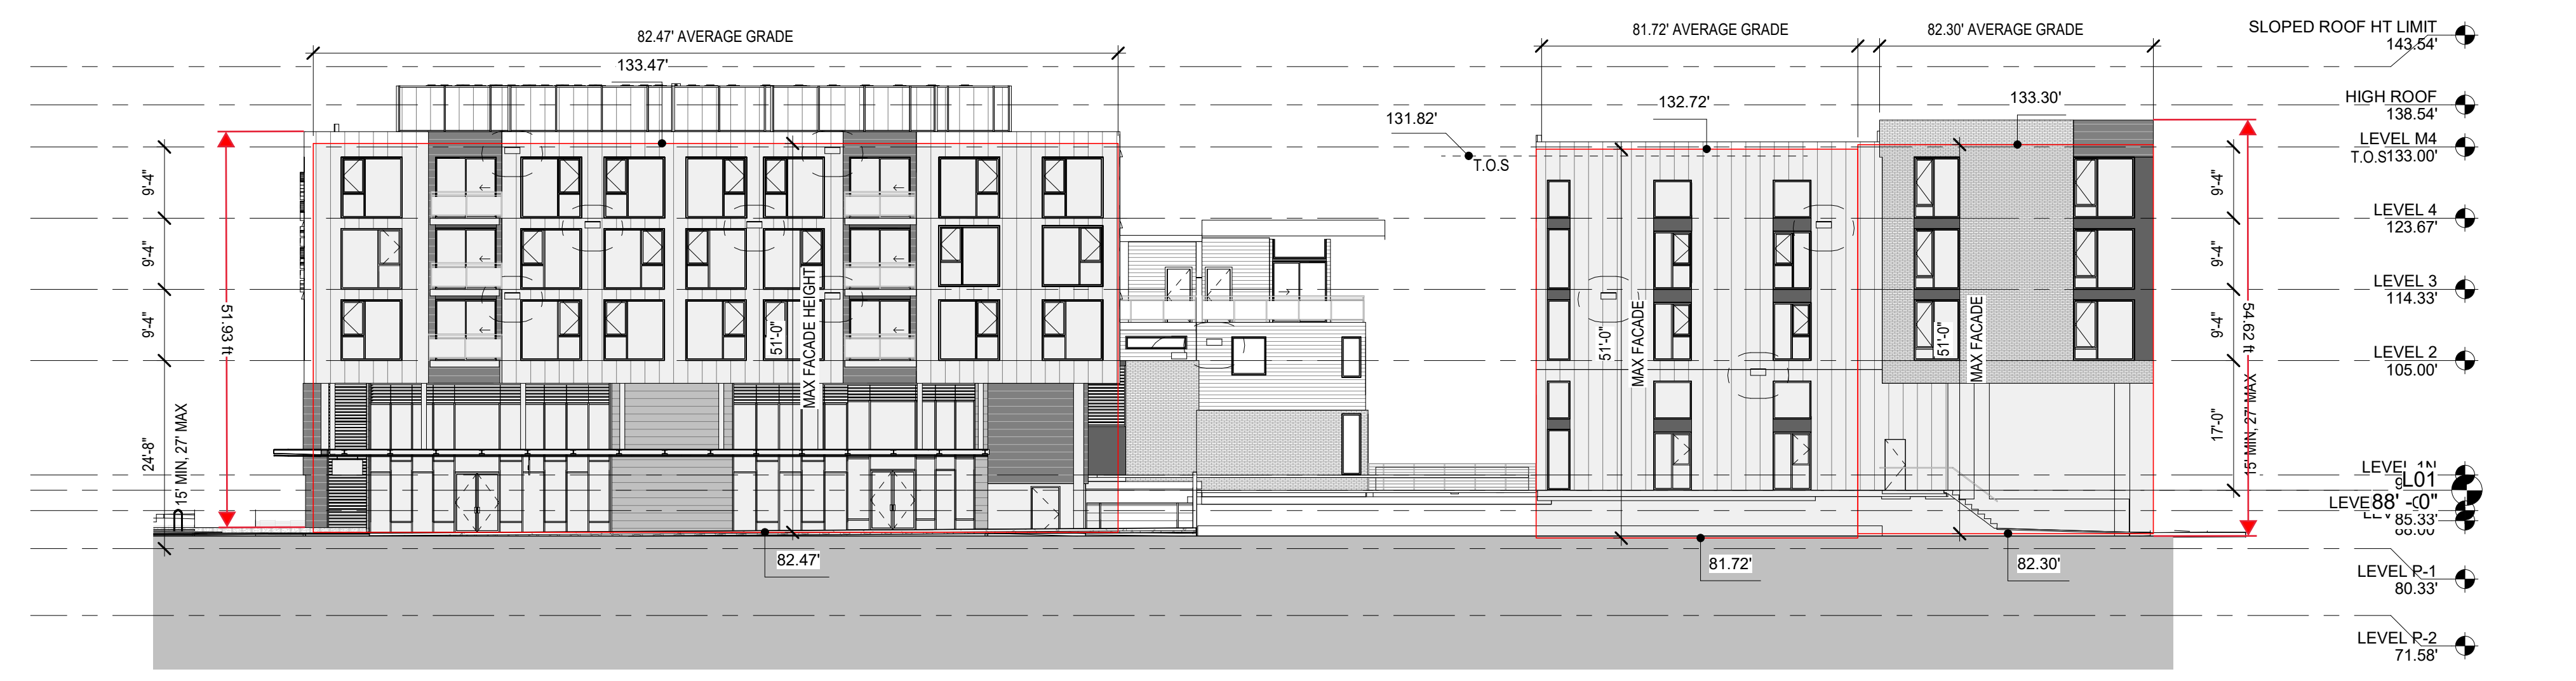 82.47' AVERAGE GRADE
81.72' AVERAGE GRADE
82.30' AVERAGE GRADE
SLOPED ROOF HT LIMIT
143.54'
133.47'
132.72'
133.30'
HIGH ROOF
138.54'
131.82'
T.O.S
LEVEL M4
T.O.S133.00'
9'-4"
9'-4"
9'-4"
24'-8"
15' MIN, 27' MAX
51.93 ft
51'-0"
MAX FACADE HEIGHT
51'-0"
MAX FACADE
51'-0"
MAX FACADE
9'-4"
9'-4"
9'-4"
17'-0"
54.62 ft
15' MIN, 27' MAX
LEVEL 4
123.67'
LEVEL 3
114.33'
LEVEL 2
105.00'
LEVEL 1N
L01
88' - 0"
85.33'
88.00'
82.47'
81.72'
82.30'
LEVEL P-1
80.33'
LEVEL P-2
71.58'